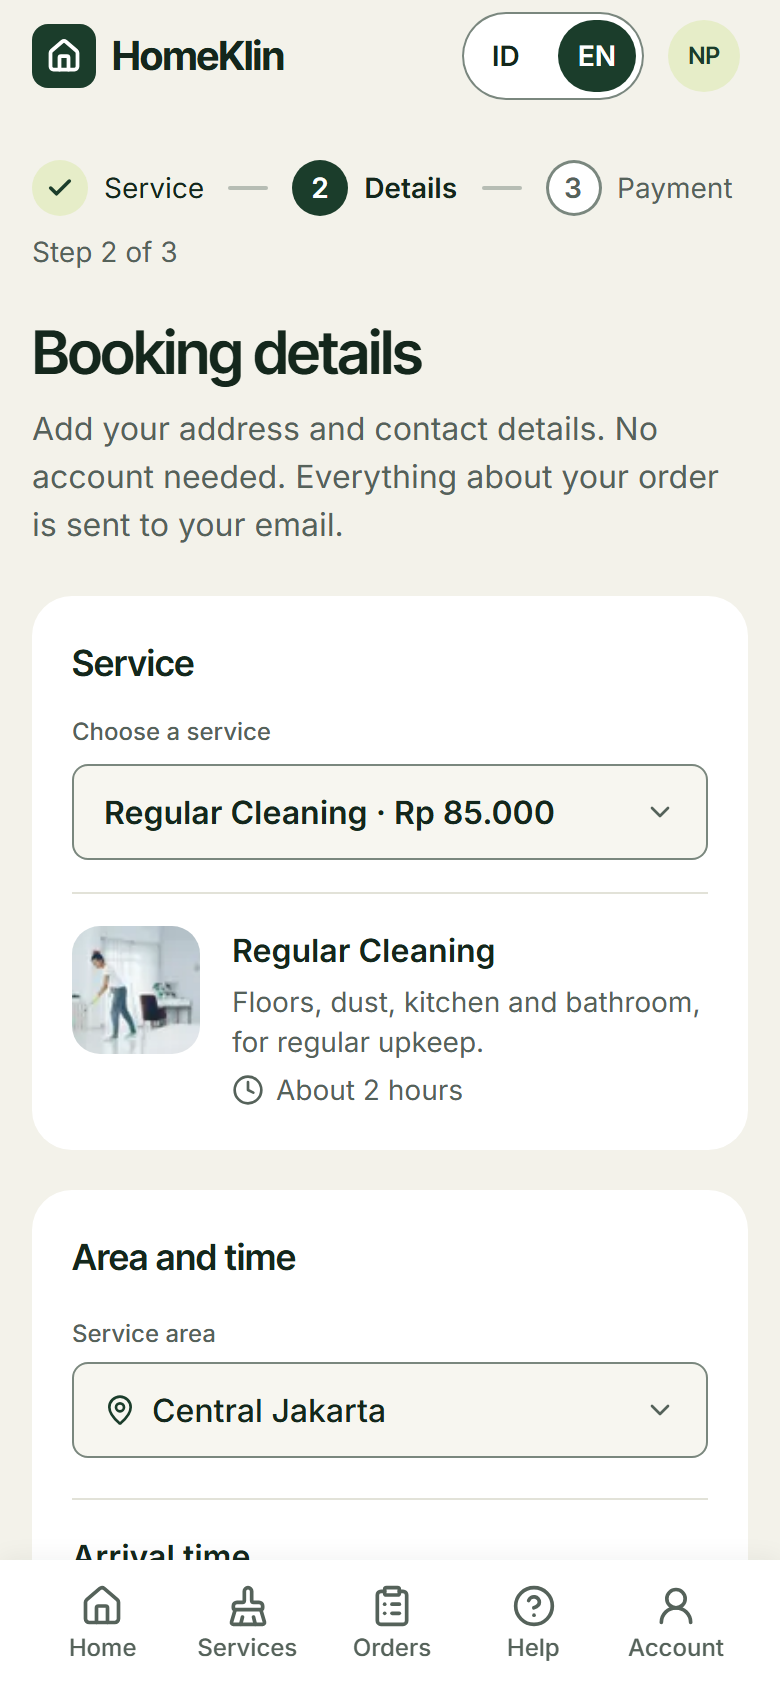 HomeKlin
ID EN
NP
Service
2 Details
3 Payment
Step 2 of 3
Booking details
Add your address and contact details. No
account needed. Everything about your order
is sent to your email.
Service
Choose a service
Regular Cleaning · Rp 85.000
Regular Cleaning
Floors, dust, kitchen and bathroom,
for regular upkeep.
About 2 hours
Area and time
Service area
Central Jakarta
Arrival time
Home
Services
Orders
Help
Account